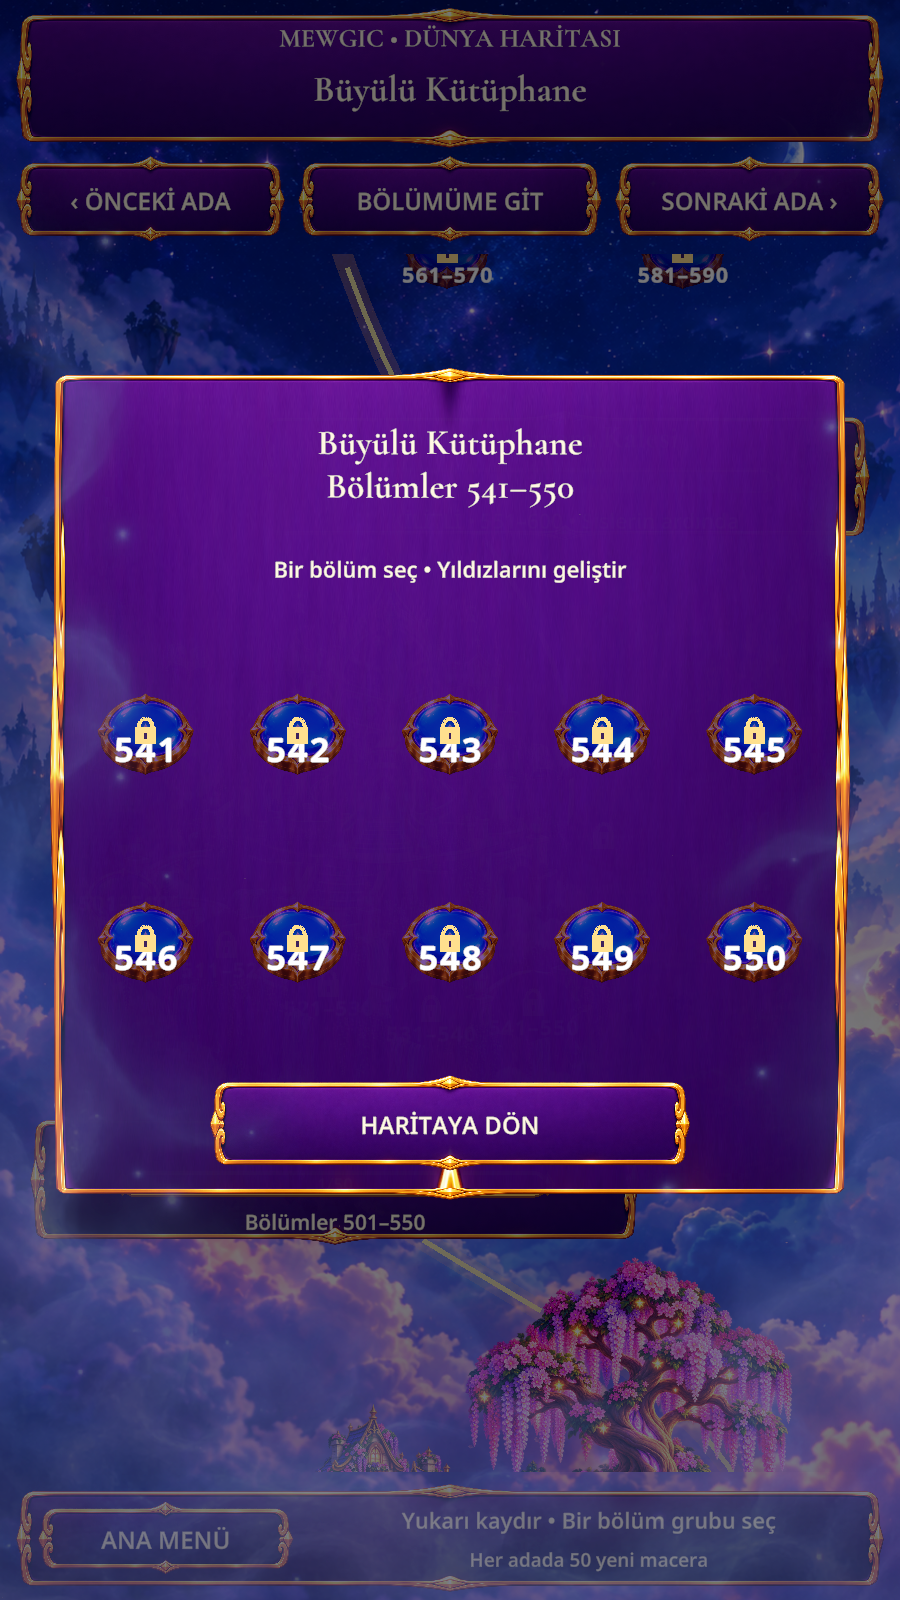 MEWGIC • DÜNYA HARİTASI
Büyülü Kütüphane
‹ ÖNCEKİ ADA
BÖLÜMÜME GİT
SONRAKİ ADA ›
561–570
581–590
Büyülü Kütüphane
Bölümler 541–550
Bir bölüm seç • Yıldızlarını geliştir
541
542
543
544
545
546
547
548
549
550
HARİTAYA DÖN
Bölümler 501–550
ANA MENÜ
Yukarı kaydır • Bir bölüm grubu seç
Her adada 50 yeni macera